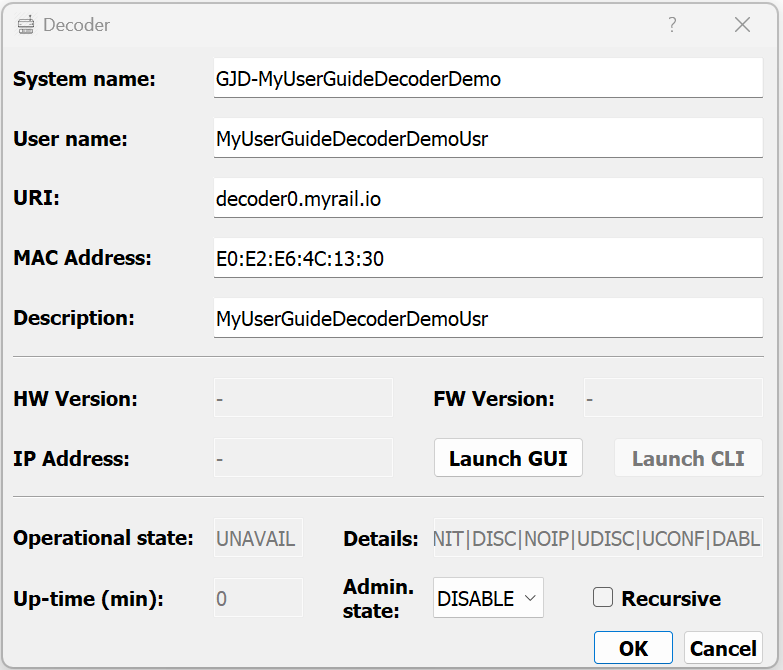 Decoder ?
System name: GJD-MyUserGuideDecoderDemo
User name: MyUserGuideDecoderDemoUsr
URI: decoder0.myrail.io
MAC Address: E0:E2:E6:4C:13:30
Description: MyUserGuideDecoderDemoUsr
HW Version: - FW Version: -
IP Address: - Launch GUI Launch CLI
Operational state: UNAVAIL Details: NIT|DISC|NOIP|UDISC|UCONF|DABL
Up-time (min): 0 Admin. state: DISABLE Recursive
OK Cancel